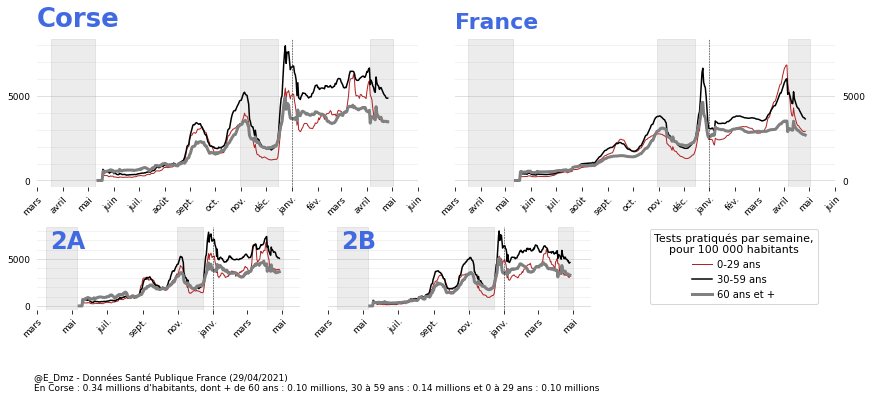 Corse
France
5000
0
5000
0
mars avril mai juin juil. août sept. oct. nov. déc. janv. fév. mars avril mai juin
mars avril mai juin juil. août sept. oct. nov. déc. janv. fév. mars avril mai juin
2A
2B
5000
0
mars mai juil. sept. nov. janv. mars mai
mars mai juil. sept. nov. janv. mars mai
Tests pratiqués par semaine,
pour 100 000 habitants
0-29 ans
30-59 ans
60 ans et +
@E_Dmz - Données Santé Publique France (29/04/2021)
En Corse : 0.34 millions d'habitants, dont + de 60 ans : 0.10 millions, 30 à 59 ans : 0.14 millions et 0 à 29 ans : 0.10 millions